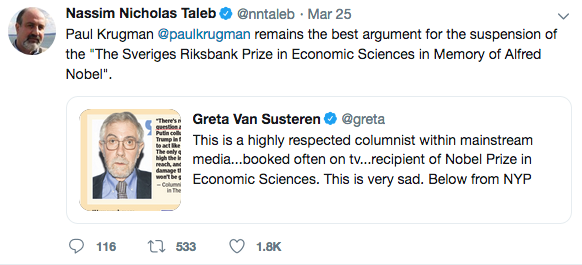 Nassim Nicholas Taleb @nntaleb · Mar 25
Paul Krugman @paulkrugman remains the best argument for the suspension of
the "The Sveriges Riksbank Prize in Economic Sciences in Memory of Alfred
Nobel".
Greta Van Susteren @greta
This is a highly respected columnist within mainstream
media...booked often on tv...recipient of Nobel Prize in
Economic Sciences. This is very sad. Below from NYP
"There's n
question a
Putin coll
Trump in
to act like
The only q
high the
reach, and
damage
won't be g
— Column
in The
116 533 1.8K